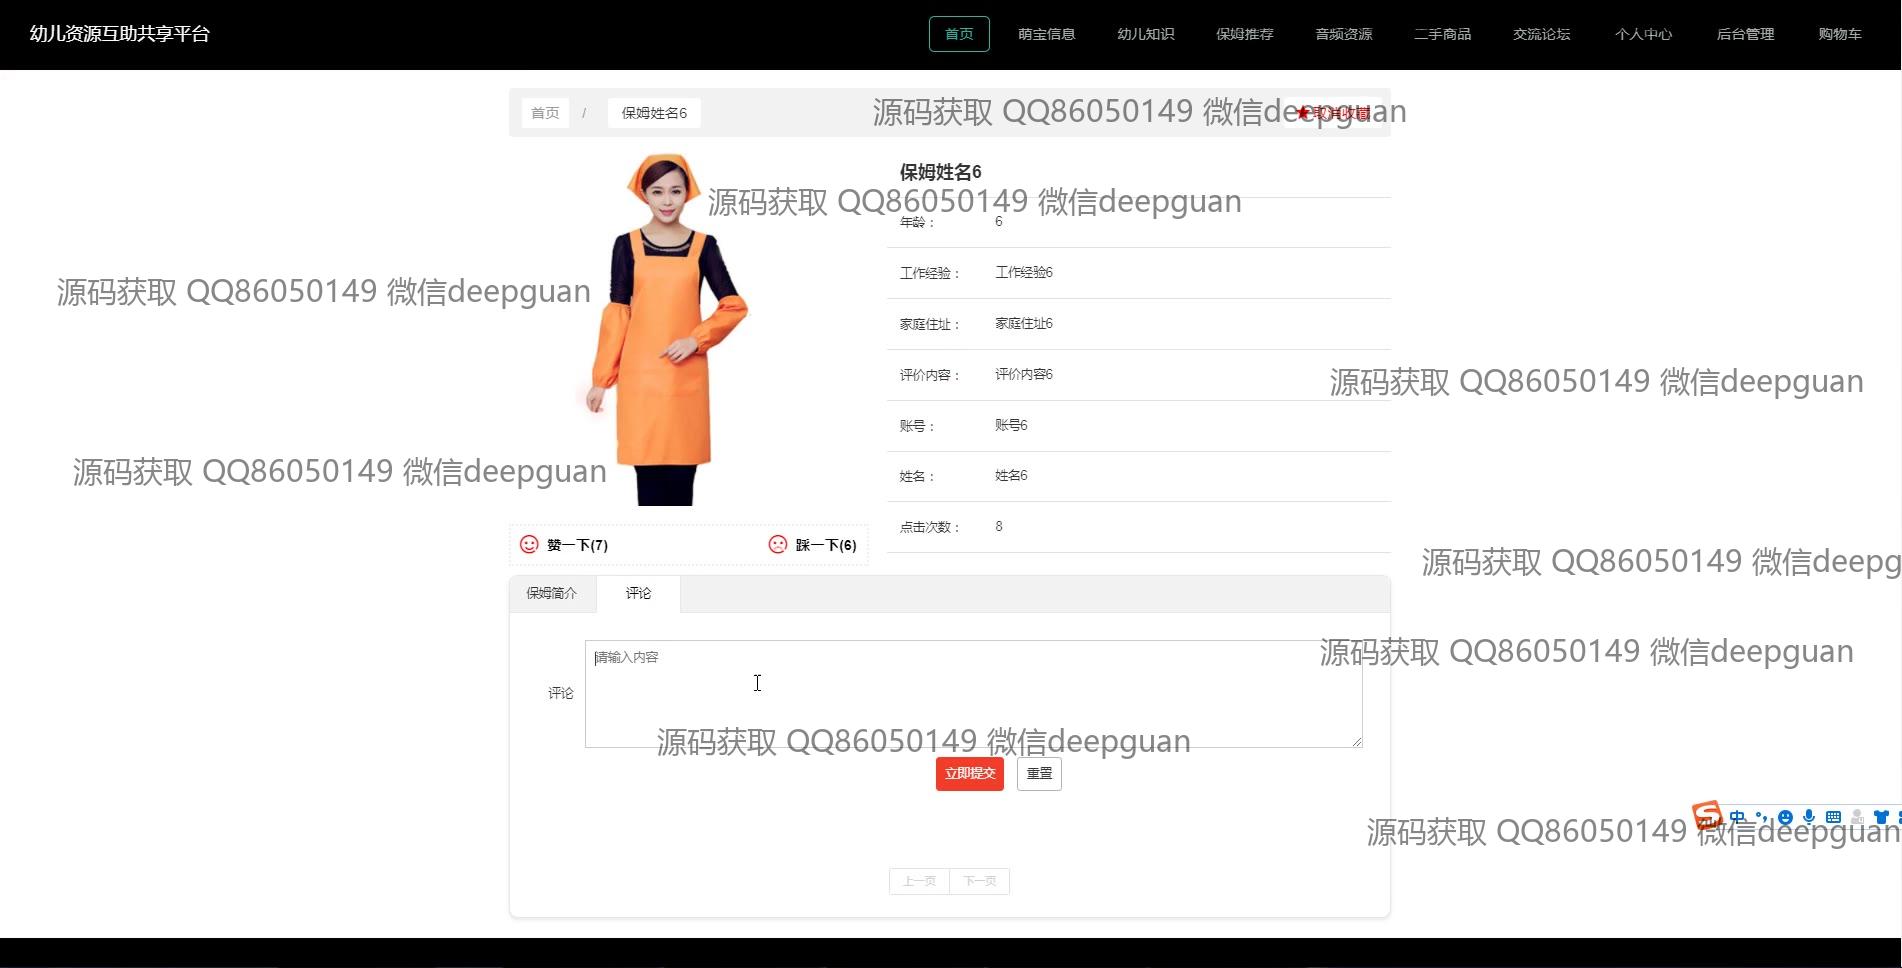 幼儿资源互助共享平台
首页 萌宝信息 幼儿知识 保姆推荐 音频资源 二手商品 交流论坛 个人中心 后台管理 购物车
首页 / 保姆姓名6
★取消收藏
源码获取 QQ86050149 微信deepguan
保姆姓名6
源码获取 QQ86050149 微信deepguan
年龄： 6
工作经验： 工作经验6
源码获取 QQ86050149 微信deepguan
家庭住址： 家庭住址6
评价内容： 评价内容6
源码获取 QQ86050149 微信deepguan
账号： 账号6
源码获取 QQ86050149 微信deepguan
姓名： 姓名6
点击次数： 8
赞一下(7) 踩一下(6)
源码获取 QQ86050149 微信deepg
保姆简介 评论
评论
请输入内容
源码获取 QQ86050149 微信deepguan
源码获取 QQ86050149 微信deepguan
立即提交 重置
S 中
源码获取 QQ86050149 微信deepguan
上一页 下一页